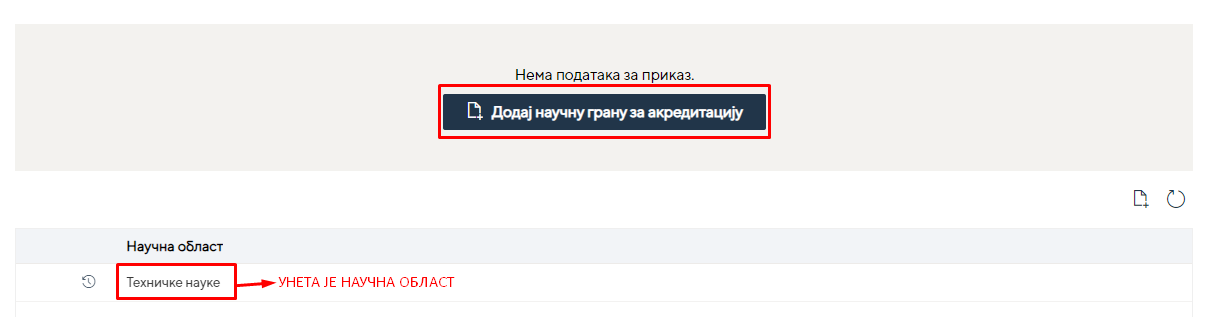 Нема података за приказ.
Додај научну грану за акредитацију
Научна област
Техничке науке УНЕТА ЈЕ НАУЧНА ОБЛАСТ